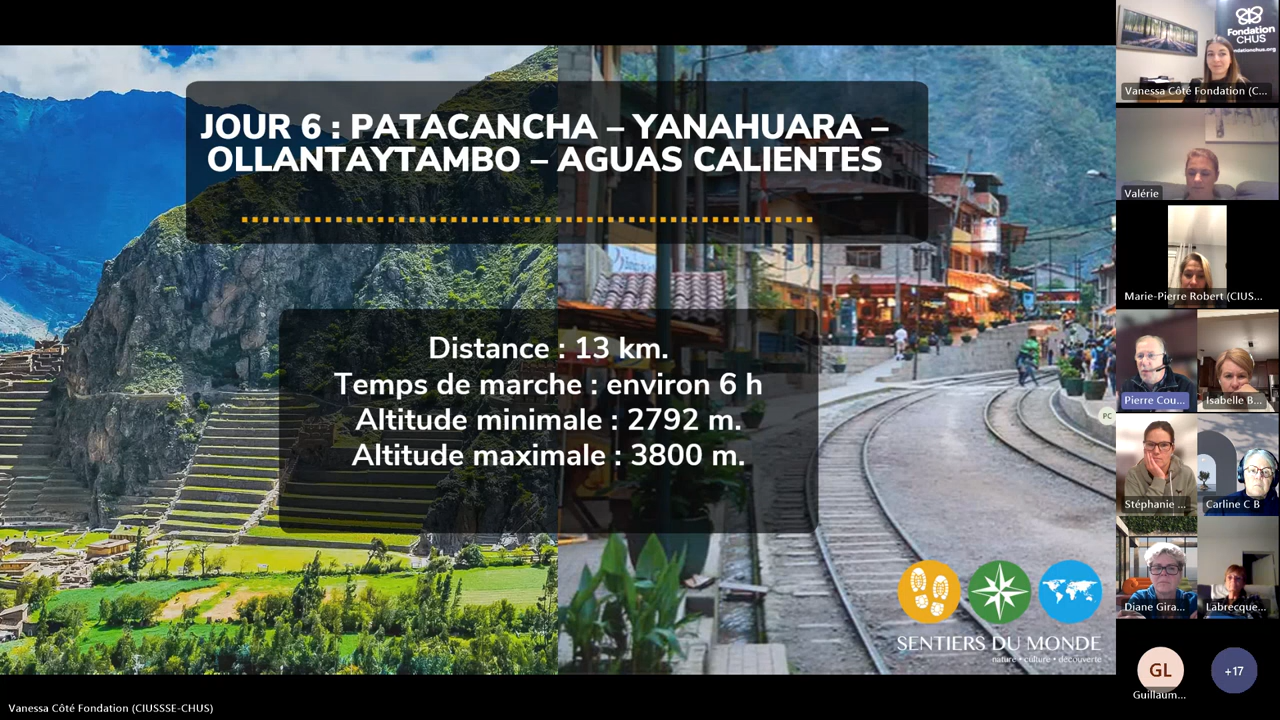 JOUR 6 : PATACANCHA – YANAHUARA –
OLLANTAYTAMBO – AGUAS CALIENTES
Distance : 13 km.
Temps de marche : environ 6 h
Altitude minimale : 2792 m.
Altitude maximale : 3800 m.
SENTIERS DU MONDE
nature • culture • découverte
PC
Vanessa Côté Fondation (CIUSSSE-CHUS)
Fondation
CHUS
Vanessa Côté Fondation (C...
Valérie
Marie-Pierre Robert (CIUS...
Pierre Cou...
Isabelle B...
Stéphanie ...
Carline C B
Diane Gira...
Labrecque...
GL
Guillaum...
+17